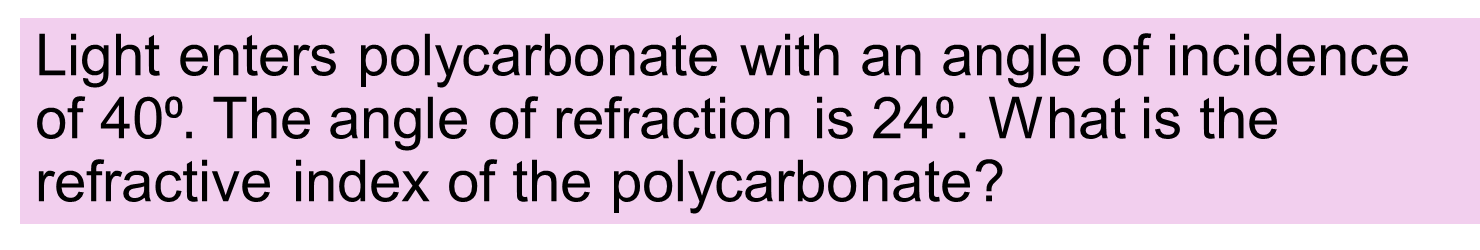 Light enters polycarbonate with an angle of incidence
of 40º. The angle of refraction is 24º. What is the
refractive index of the polycarbonate?